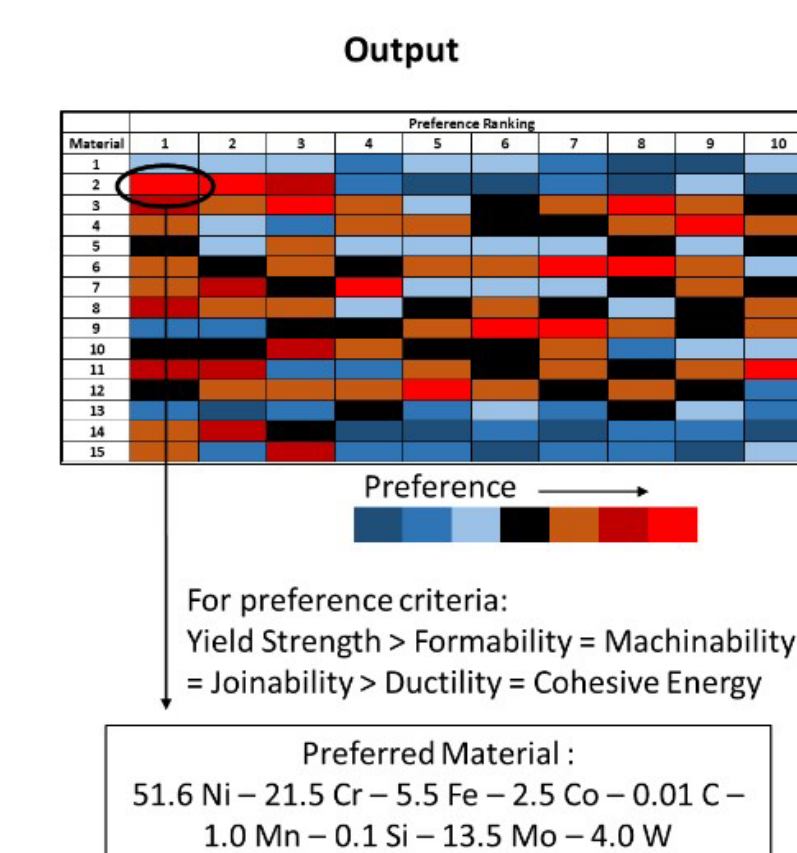 Output
Preference Ranking
Material 1 2 3 4 5 6 7 8 9 10
1
2
3
4
5
6
7
8
9
10
11
12
13
14
15
Preference
For preference criteria:
Yield Strength > Formability = Machinability
= Joinability > Ductility = Cohesive Energy
Preferred Material :
51.6 Ni – 21.5 Cr – 5.5 Fe – 2.5 Co – 0.01 C –
1.0 Mn – 0.1 Si – 13.5 Mo – 4.0 W